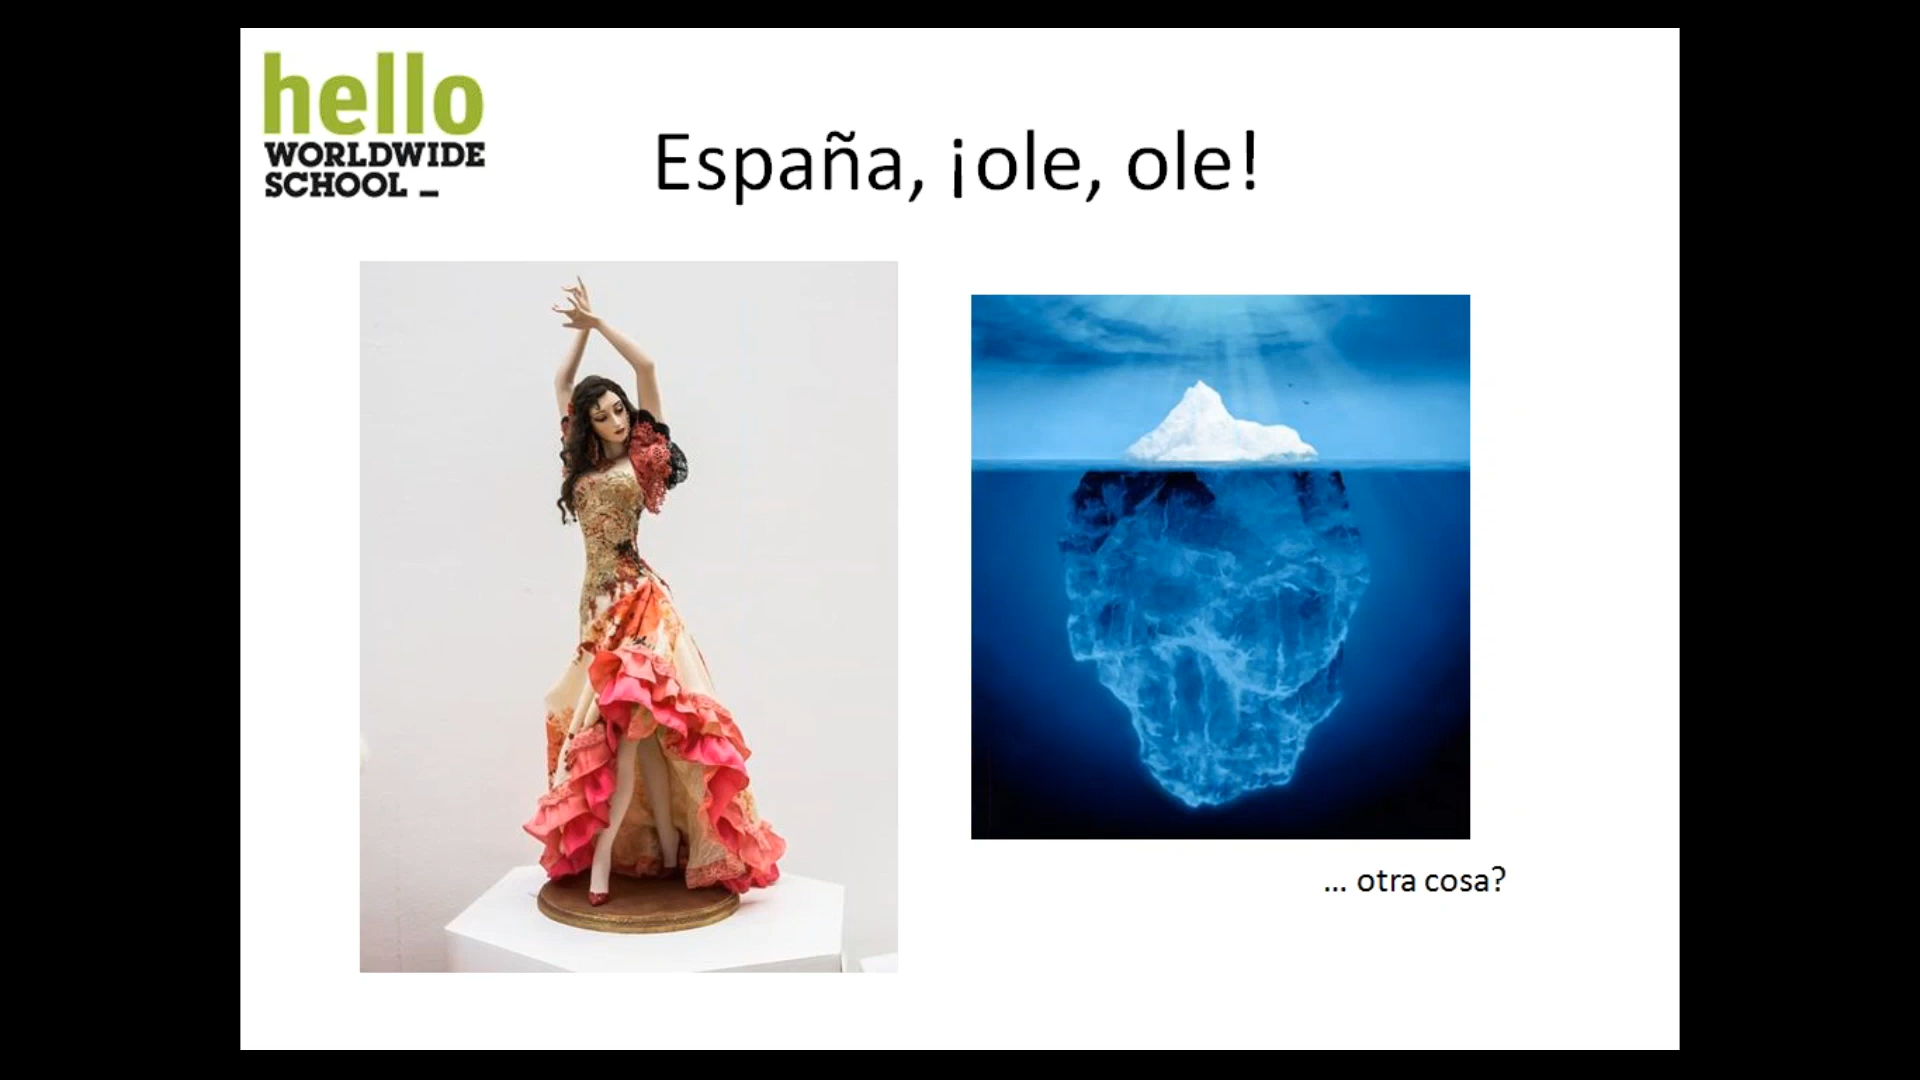 hello
WORLDWIDE
SCHOOL _
España, ¡ole, ole!
... otra cosa?